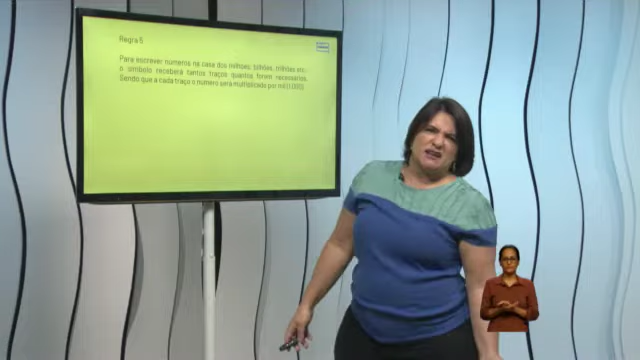 Regra 5
Para escrever números na casa dos milhões, bilhões, trilhões etc.
o símbolo receberá tantos traços quantos forem necessários.
Sendo que a cada traço o número será multiplicado por mil (1.000)